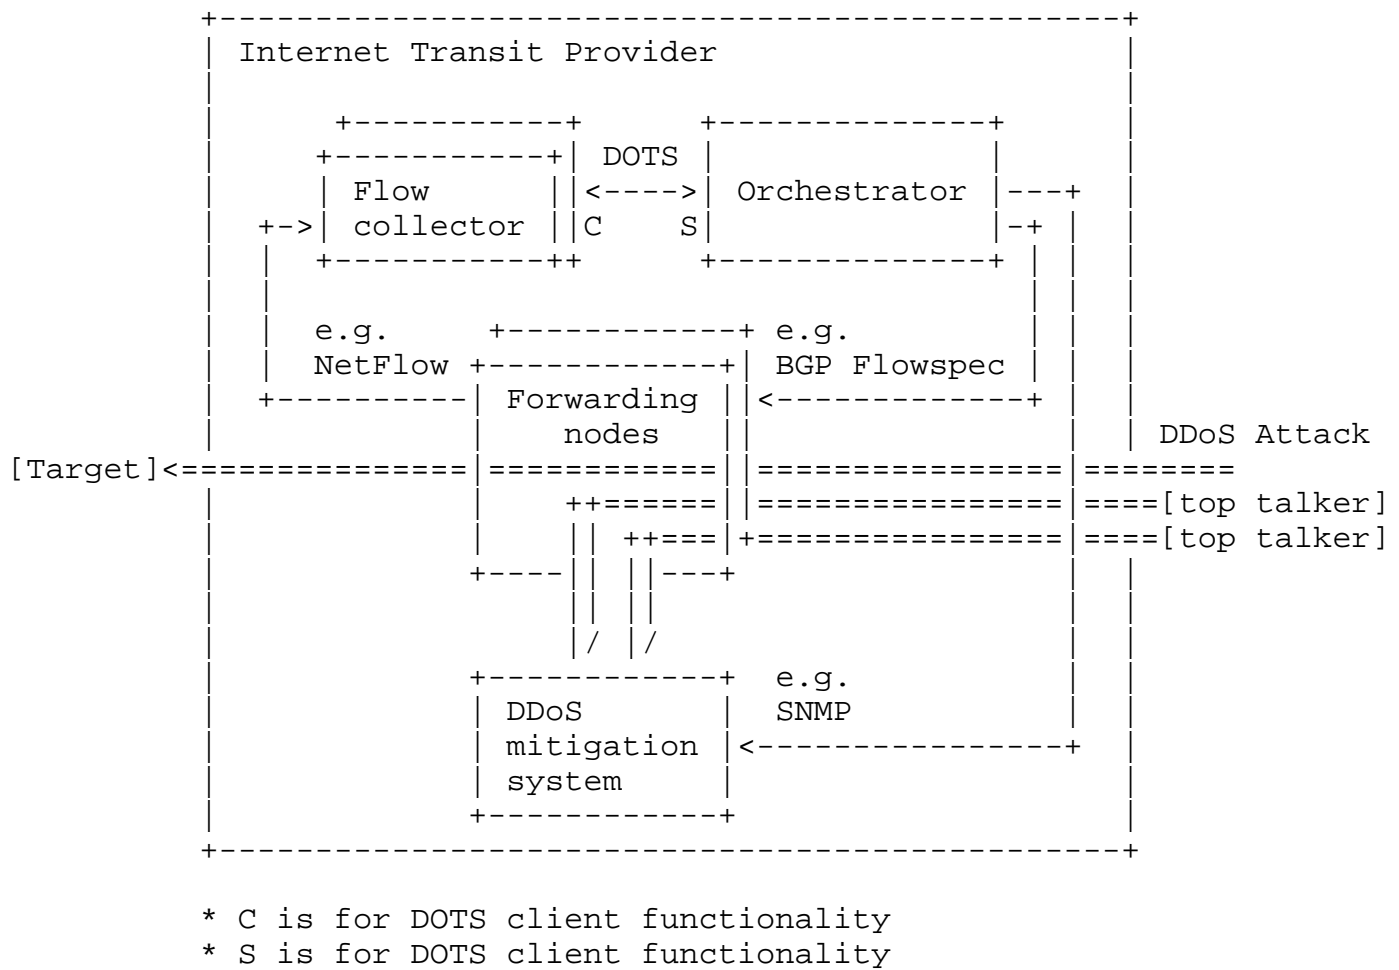 Internet Transit Provider
DOTS
Flow
<---->
Orchestrator
collector
C S
e.g. e.g.
NetFlow BGP Flowspec
Forwarding
nodes
DDoS Attack
[Target]
[top talker]
[top talker]
e.g.
DDoS SNMP
mitigation
system
* C is for DOTS client functionality
* S is for DOTS client functionality